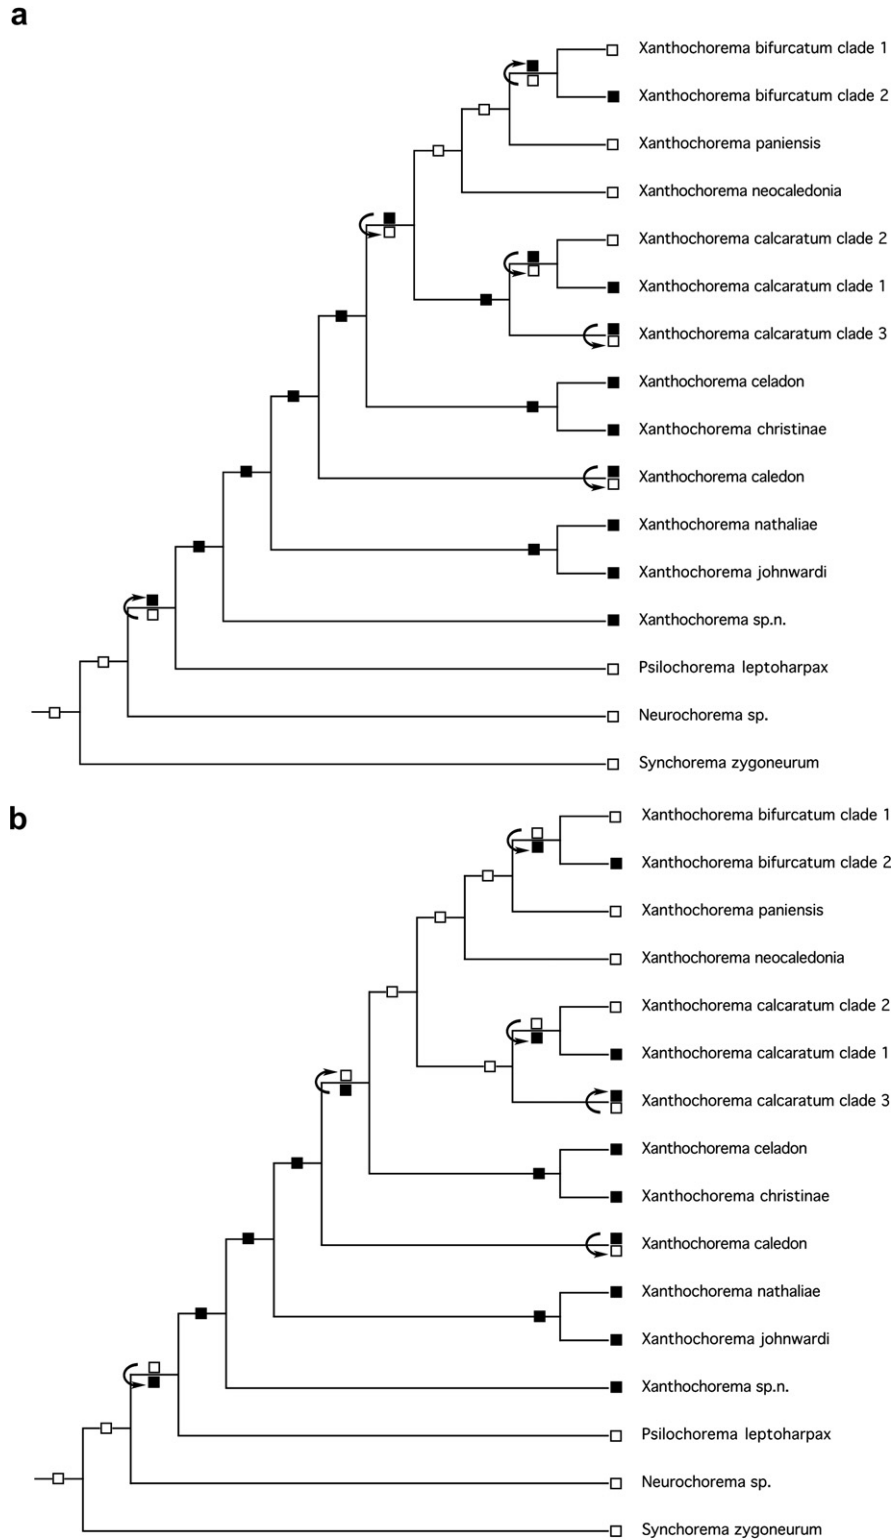 a
Xanthochorema bifurcatum clade 1
Xanthochorema bifurcatum clade 2
Xanthochorema paniensis
Xanthochorema neocaledonia
Xanthochorema calcaratum clade 2
Xanthochorema calcaratum clade 1
Xanthochorema calcaratum clade 3
Xanthochorema celadon
Xanthochorema christinae
Xanthochorema caledon
Xanthochorema nathaliae
Xanthochorema johnwardi
Xanthochorema sp.n.
Psilochorema leptoharpax
Neurochorema sp.
Synchorema zygoneurum
b
Xanthochorema bifurcatum clade 1
Xanthochorema bifurcatum clade 2
Xanthochorema paniensis
Xanthochorema neocaledonia
Xanthochorema calcaratum clade 2
Xanthochorema calcaratum clade 1
Xanthochorema calcaratum clade 3
Xanthochorema celadon
Xanthochorema christinae
Xanthochorema caledon
Xanthochorema nathaliae
Xanthochorema johnwardi
Xanthochorema sp.n.
Psilochorema leptoharpax
Neurochorema sp.
Synchorema zygoneurum